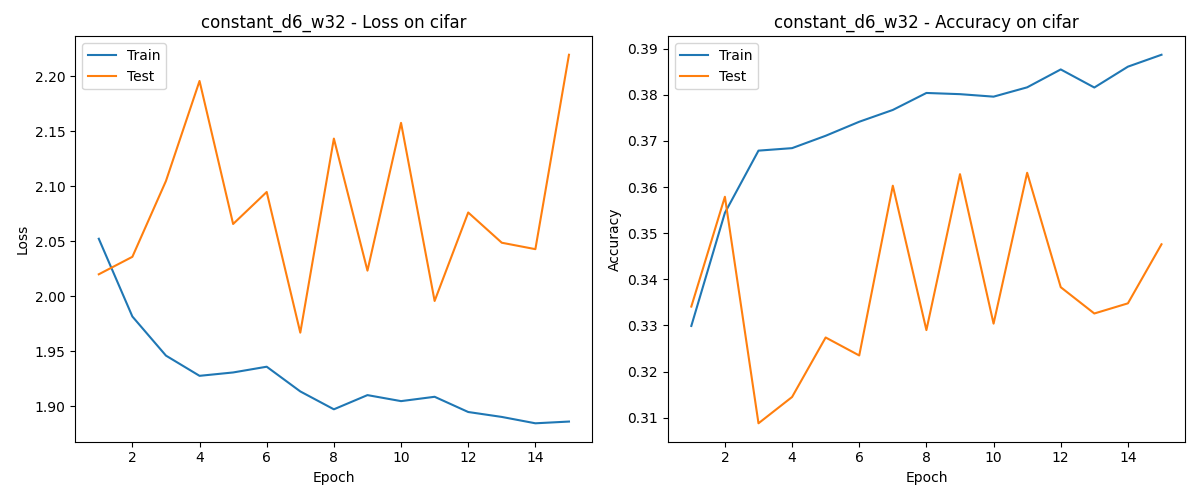 constant_d6_w32 - Loss on cifar
Train
Test
2.20
2.15
2.10
2.05
2.00
1.95
1.90
Loss
2 4 6 8 10 12 14
Epoch
constant_d6_w32 - Accuracy on cifar
Train
Test
0.39
0.38
0.37
0.36
0.35
0.34
0.33
0.32
0.31
Accuracy
2 4 6 8 10 12 14
Epoch